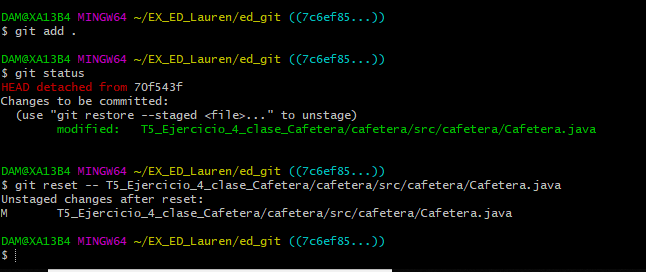 DAM@XA13B4 MINGW64 ~/EX_ED_Lauren/ed_git ((7c6ef85...))
$ git add .
DAM@XA13B4 MINGW64 ~/EX_ED_Lauren/ed_git ((7c6ef85...))
$ git status
HEAD detached from 70f543f
Changes to be committed:
  (use "git restore --staged <file>..." to unstage)
        modified:   T5_Ejercicio_4_clase_Cafetera/cafetera/src/cafetera/Cafetera.java
DAM@XA13B4 MINGW64 ~/EX_ED_Lauren/ed_git ((7c6ef85...))
$ git reset -- T5_Ejercicio_4_clase_Cafetera/cafetera/src/cafetera/Cafetera.java
Unstaged changes after reset:
M       T5_Ejercicio_4_clase_Cafetera/cafetera/src/cafetera/Cafetera.java
DAM@XA13B4 MINGW64 ~/EX_ED_Lauren/ed_git ((7c6ef85...))
$